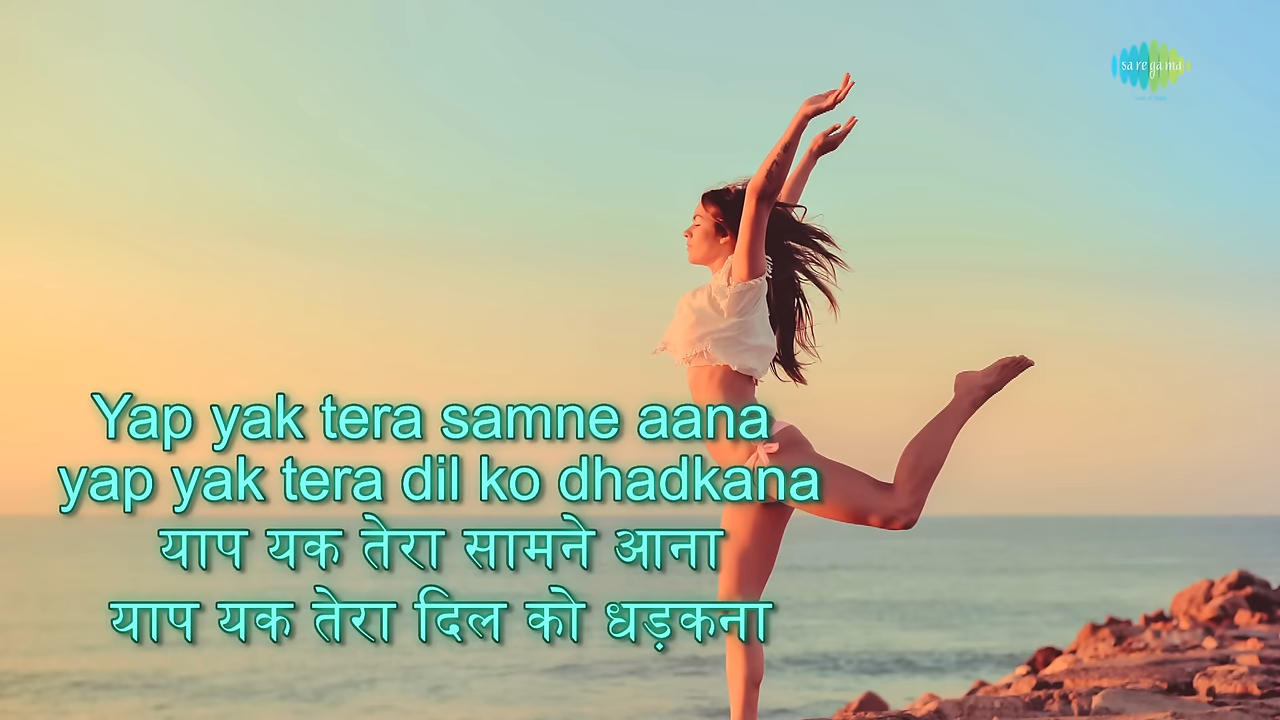 sa re ga ma
Yap yak tera samne aana
yap yak tera dil ko dhadkana
याप यक तेरा सामने आना
याप यक तेरा दिल को धड़कना